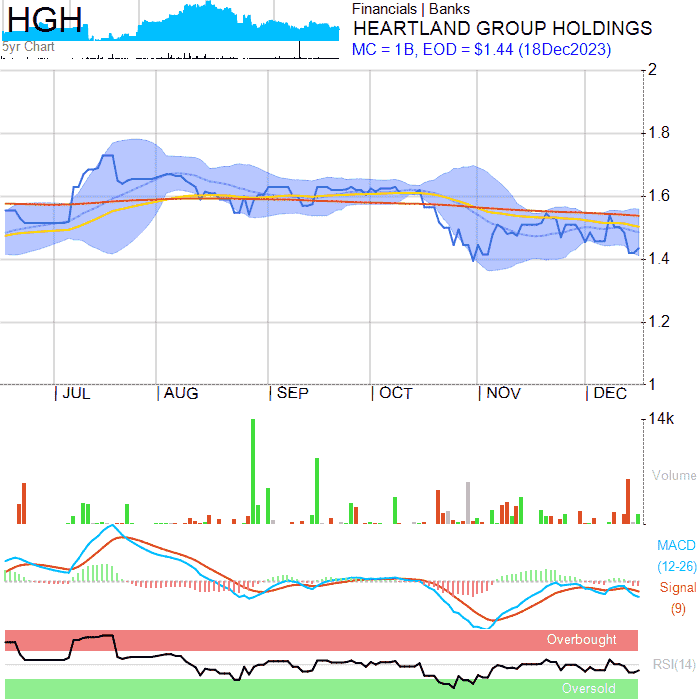 HGH
5yr Chart
Financials | Banks
HEARTLAND GROUP HOLDINGS
MC = 1B, EOD = $1.44 (18Dec2023)
2
1.8
1.6
1.4
1.2
1
JUL AUG SEP OCT NOV DEC
14k
Volume
MACD
(12-26)
Signal
(9)
Overbought
RSI(14)
Oversold